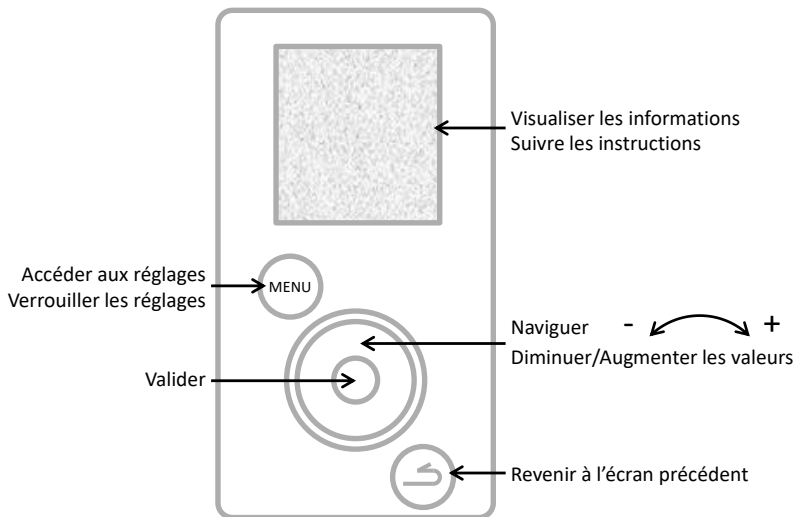 Visualiser les informations
Suivre les instructions
Accéder aux réglages
Verrouiller les réglages
MENU
Naviguer - +
Diminuer/Augmenter les valeurs
Valider
Revenir à l'écran précédent